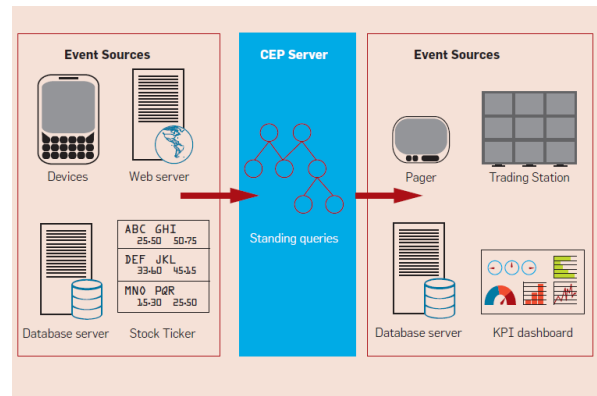 Event Sources
Devices
Web server
Database server
ABC GHI
25.50 50.75
DEF JKL
33.60 45.15
MNO PQR
15.30 25.50
Stock Ticker
CEP Server
Standing queries
Event Sources
Pager
Trading Station
Database server
KPI dashboard